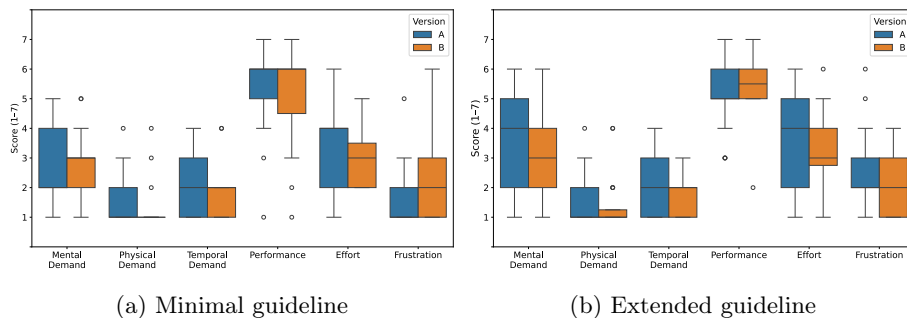 Version
A
B
Score (1–7)
7
6
5
4
3
2
1
Mental
Demand
Physical
Demand
Temporal
Demand
Performance
Effort
Frustration
(a) Minimal guideline
Version
A
B
Score (1–7)
7
6
5
4
3
2
1
Mental
Demand
Physical
Demand
Temporal
Demand
Performance
Effort
Frustration
(b) Extended guideline